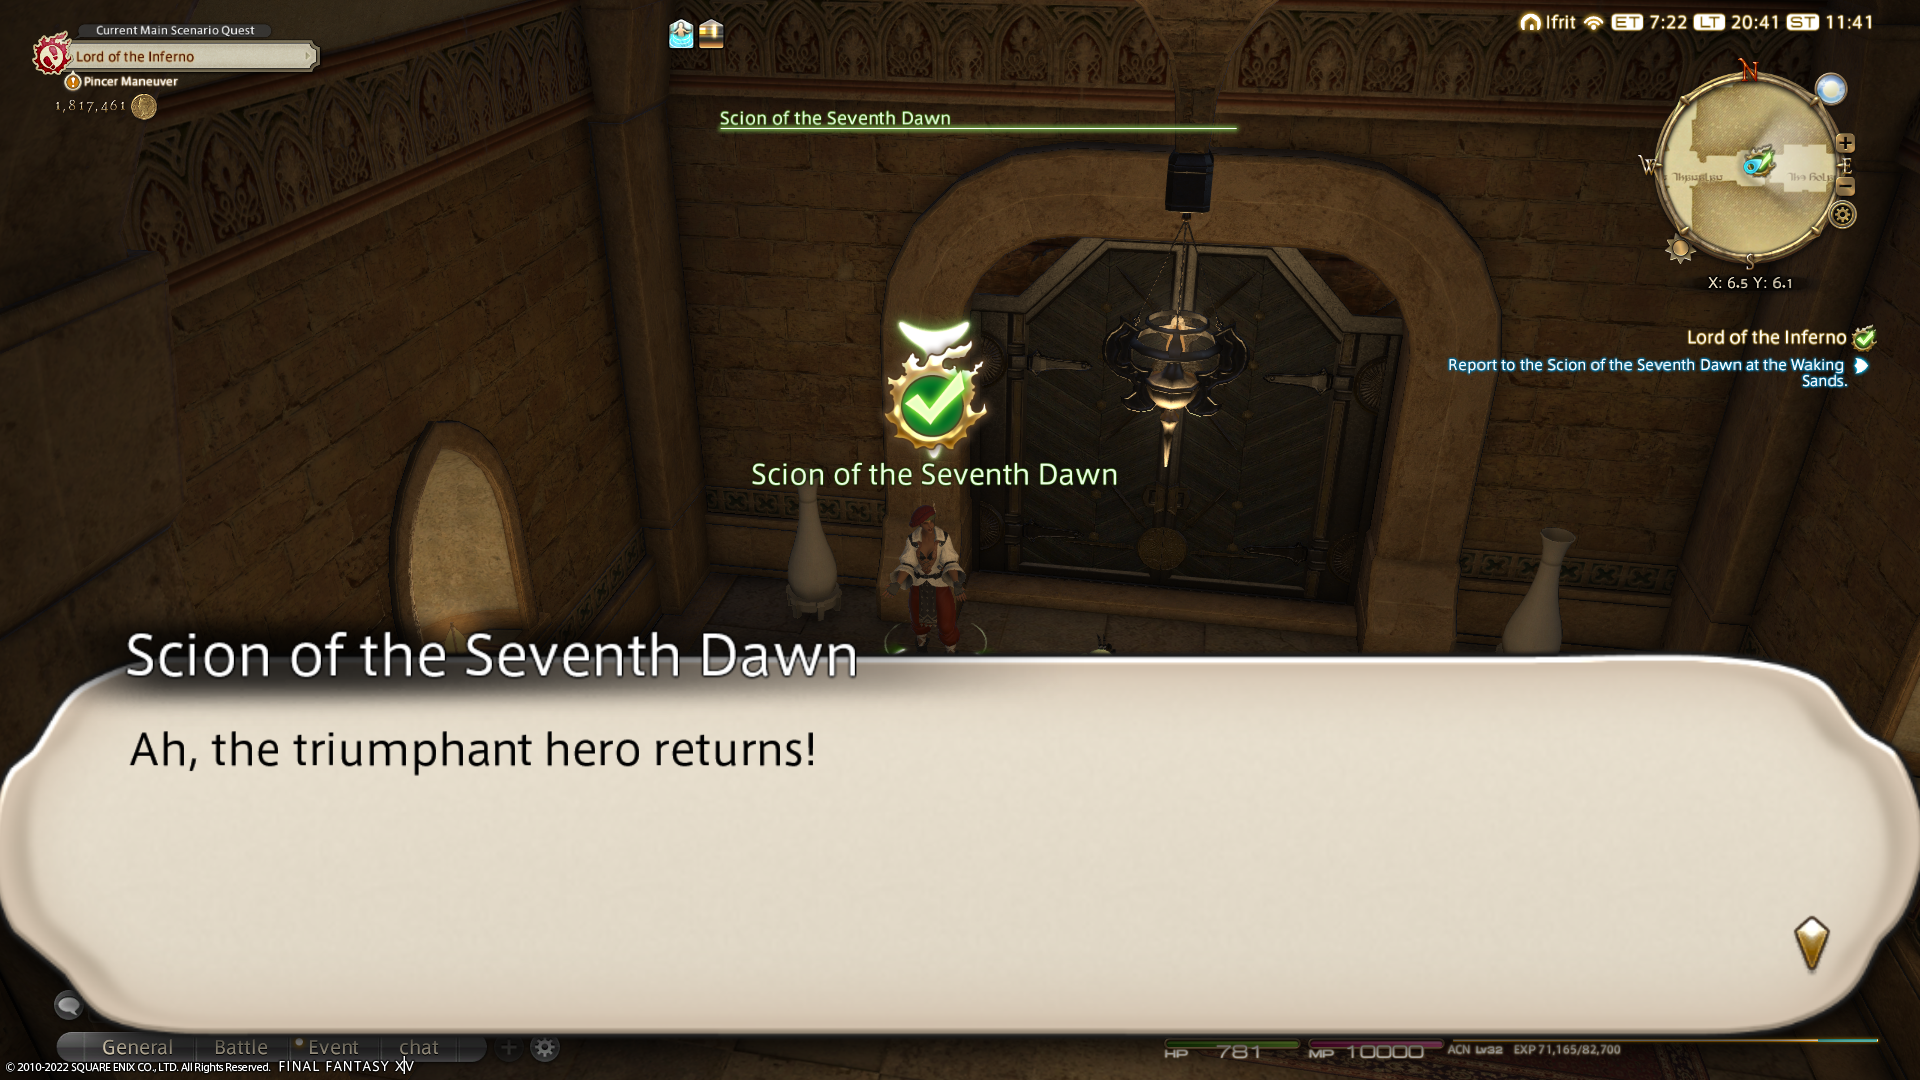 Current Main Scenario Quest
Lord of the Inferno
Pincer Maneuver
1,817,461
Ifrit ET 7:22 LT 20:41 ST 11:41
Scion of the Seventh Dawn
N
W
E
S
X: 6.5 Y: 6.1
Lord of the Inferno
Report to the Scion of the Seventh Dawn at the Waking
Sands.
Scion of the Seventh Dawn
Scion of the Seventh Dawn
Ah, the triumphant hero returns!
General Battle Event chat
HP 781 MP 10000 ACN Lv32 EXP 71,165/82,700
© 2010-2022 SQUARE ENIX CO., LTD. All Rights Reserved. FINAL FANTASY XIV